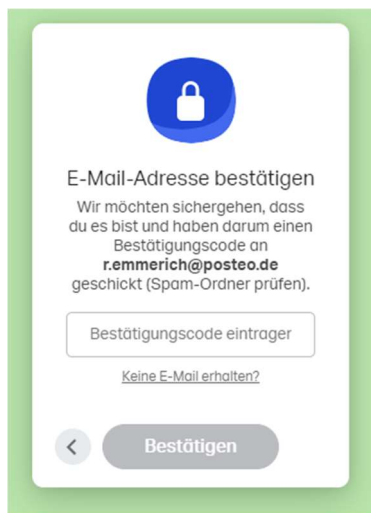 E-Mail-Adresse bestätigen
Wir möchten sichergehen, dass
du es bist und haben darum einen
Bestätigungscode an
r.emmerich@posteo.de
geschickt (Spam-Ordner prüfen).
Bestätigungscode eintrager
Keine E-Mail erhalten?
Bestätigen